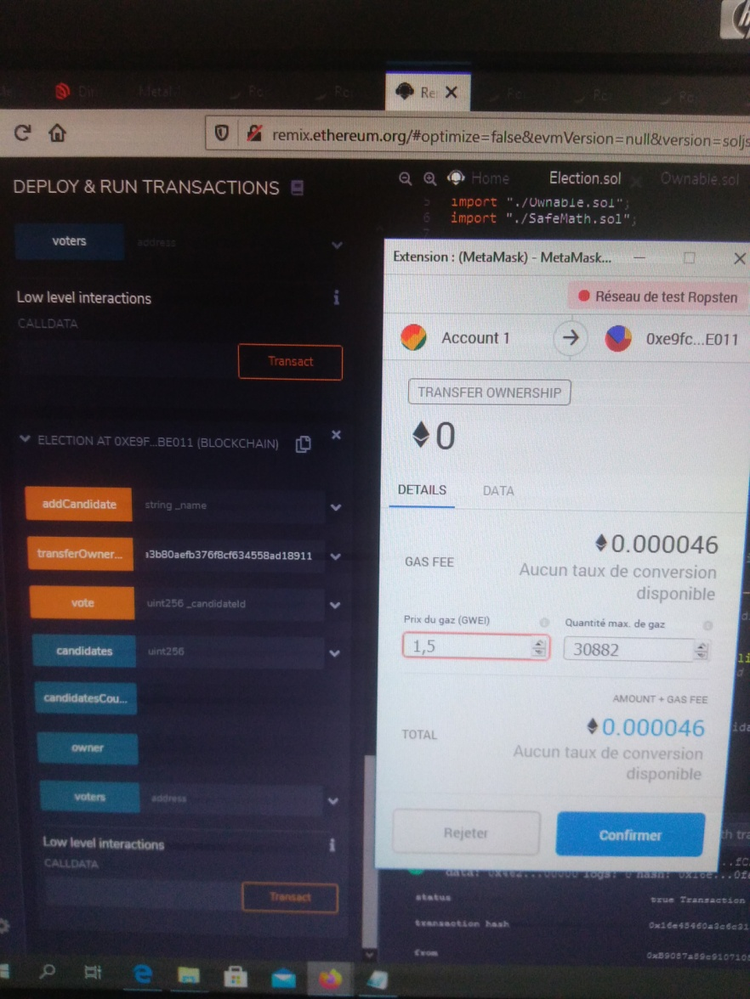 Re
remix.ethereum.org/#optimize=false&evmVersion=null&version=soljs
DEPLOY & RUN TRANSACTIONS
Home
Election.sol
Ownable.sol
5 import "./Ownable.sol";
6 import "./SafeMath.sol";
voters
address
Low level interactions
i
CALLDATA
Transact
ELECTION AT 0XE9F...BE011 (BLOCKCHAIN)
addCandidate
string _name
transferOwner...
a3b80aefb376f8cf634558ad18911
vote
uint256 _candidateId
candidates
uint256
candidatesCou...
owner
voters
address
Low level interactions
i
CALLDATA
Transact
Extension : (MetaMask) - MetaMask...
Réseau de test Ropsten
Account 1
0xe9fc...E011
TRANSFER OWNERSHIP
0
DETAILS
DATA
GAS FEE
0.000046
Aucun taux de conversion
disponible
Prix du gaz (GWEI)
Quantité max. de gaz
1,5
30882
AMOUNT + GAS FEE
TOTAL
0.000046
Aucun taux de conversion
disponible
Rejeter
Confirmer
status
true Transaction
transaction hash
from